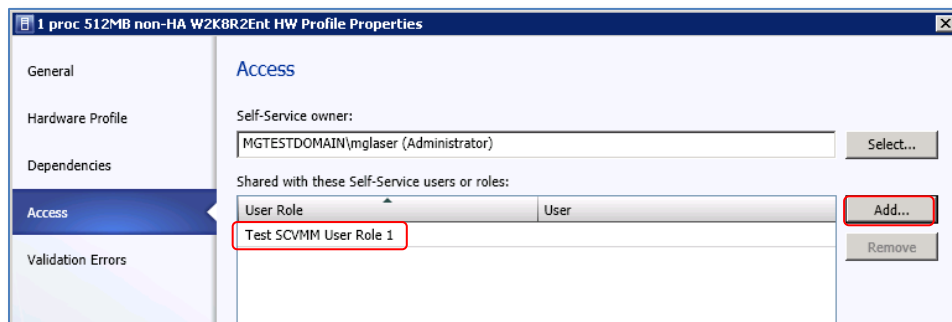 1 proc 512MB non-HA W2K8R2Ent HW Profile Properties
General
Hardware Profile
Dependencies
Access
Validation Errors
Access
Self-Service owner:
MGTESTDOMAIN\mglaser (Administrator)
Select...
Shared with these Self-Service users or roles:
User Role User
Add...
Test SCVMM User Role 1
Remove